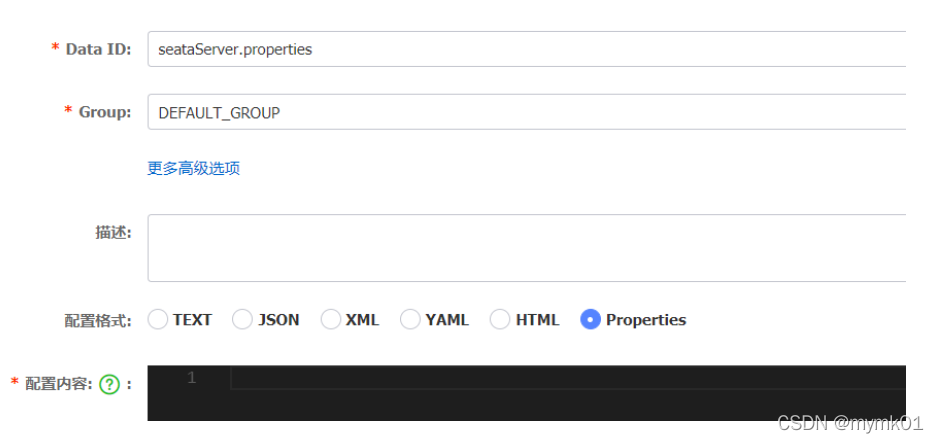 * Data ID: seataServer.properties
* Group: DEFAULT_GROUP
更多高级选项
描述:
配置格式: TEXT JSON XML YAML HTML Properties
* 配置内容: ? :
1
CSDN @mymk01